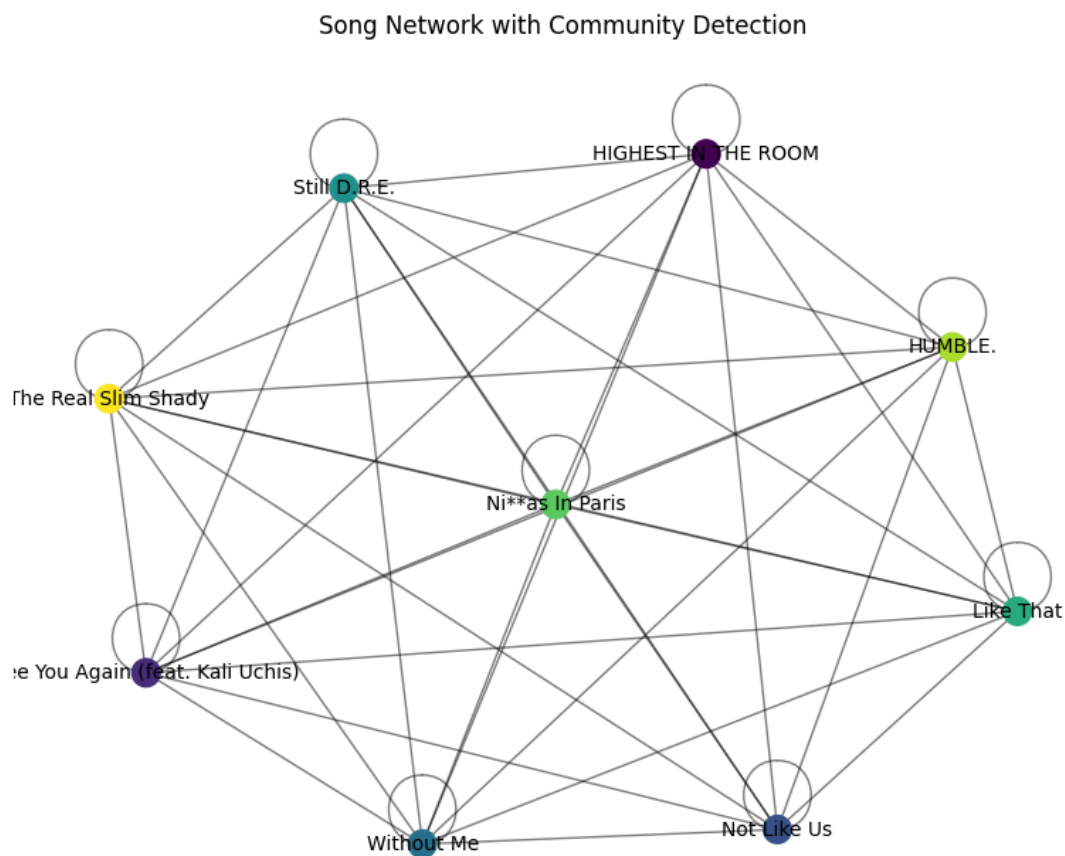 Song Network with Community Detection
HIGHEST IN THE ROOM
Still D.R.E.
HUMBLE.
The Real Slim Shady
Ni**as In Paris
Like That
ee You Again (feat. Kali Uchis)
Not Like Us
Without Me